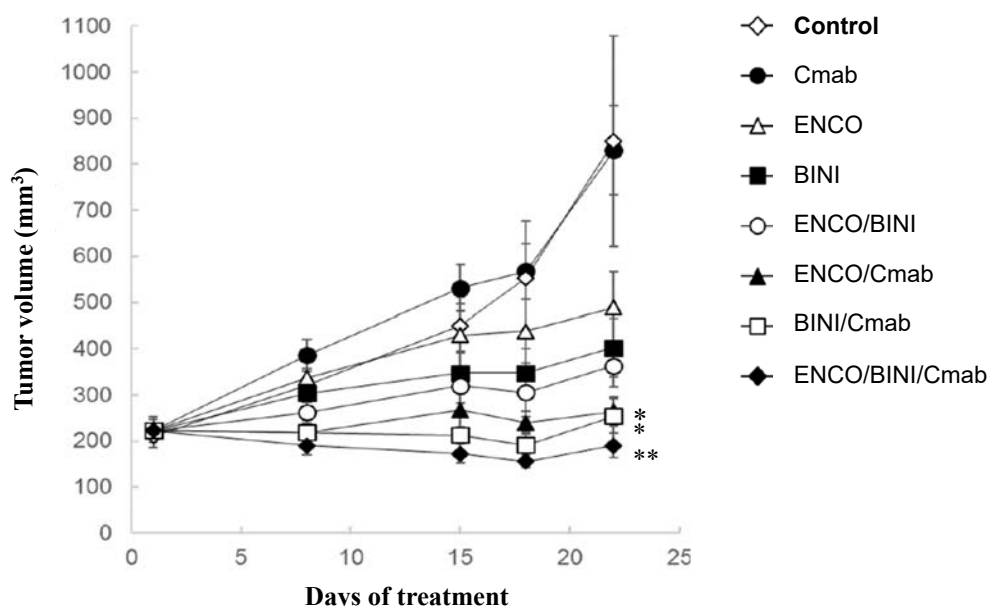 1100
1000
900
800
700
600
500
400
300
200
100
0
Tumor volume (mm³)
0 5 10 15 20 25
Days of treatment
Control
Cmab
ENCO
BINI
ENCO/BINI
ENCO/Cmab
BINI/Cmab
ENCO/BINI/Cmab
*
*
**